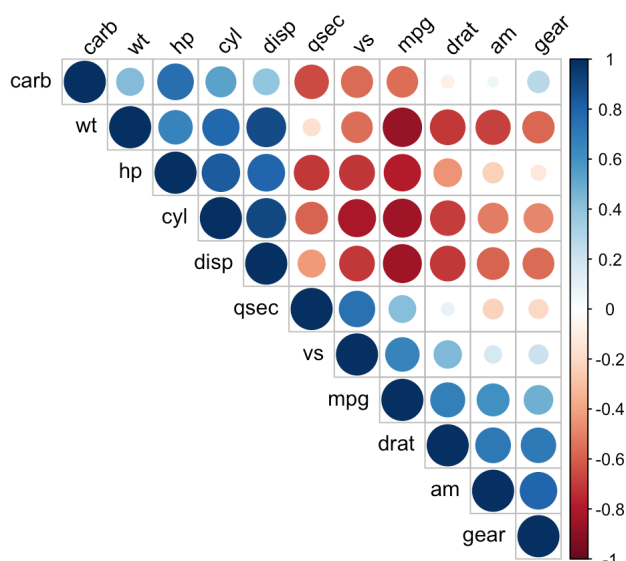 carb wt hp cyl disp qsec vs mpg drat am gear
carb
wt
hp
cyl
disp
qsec
vs
mpg
drat
am
gear
1
0.8
0.6
0.4
0.2
0
-0.2
-0.4
-0.6
-0.8
-1